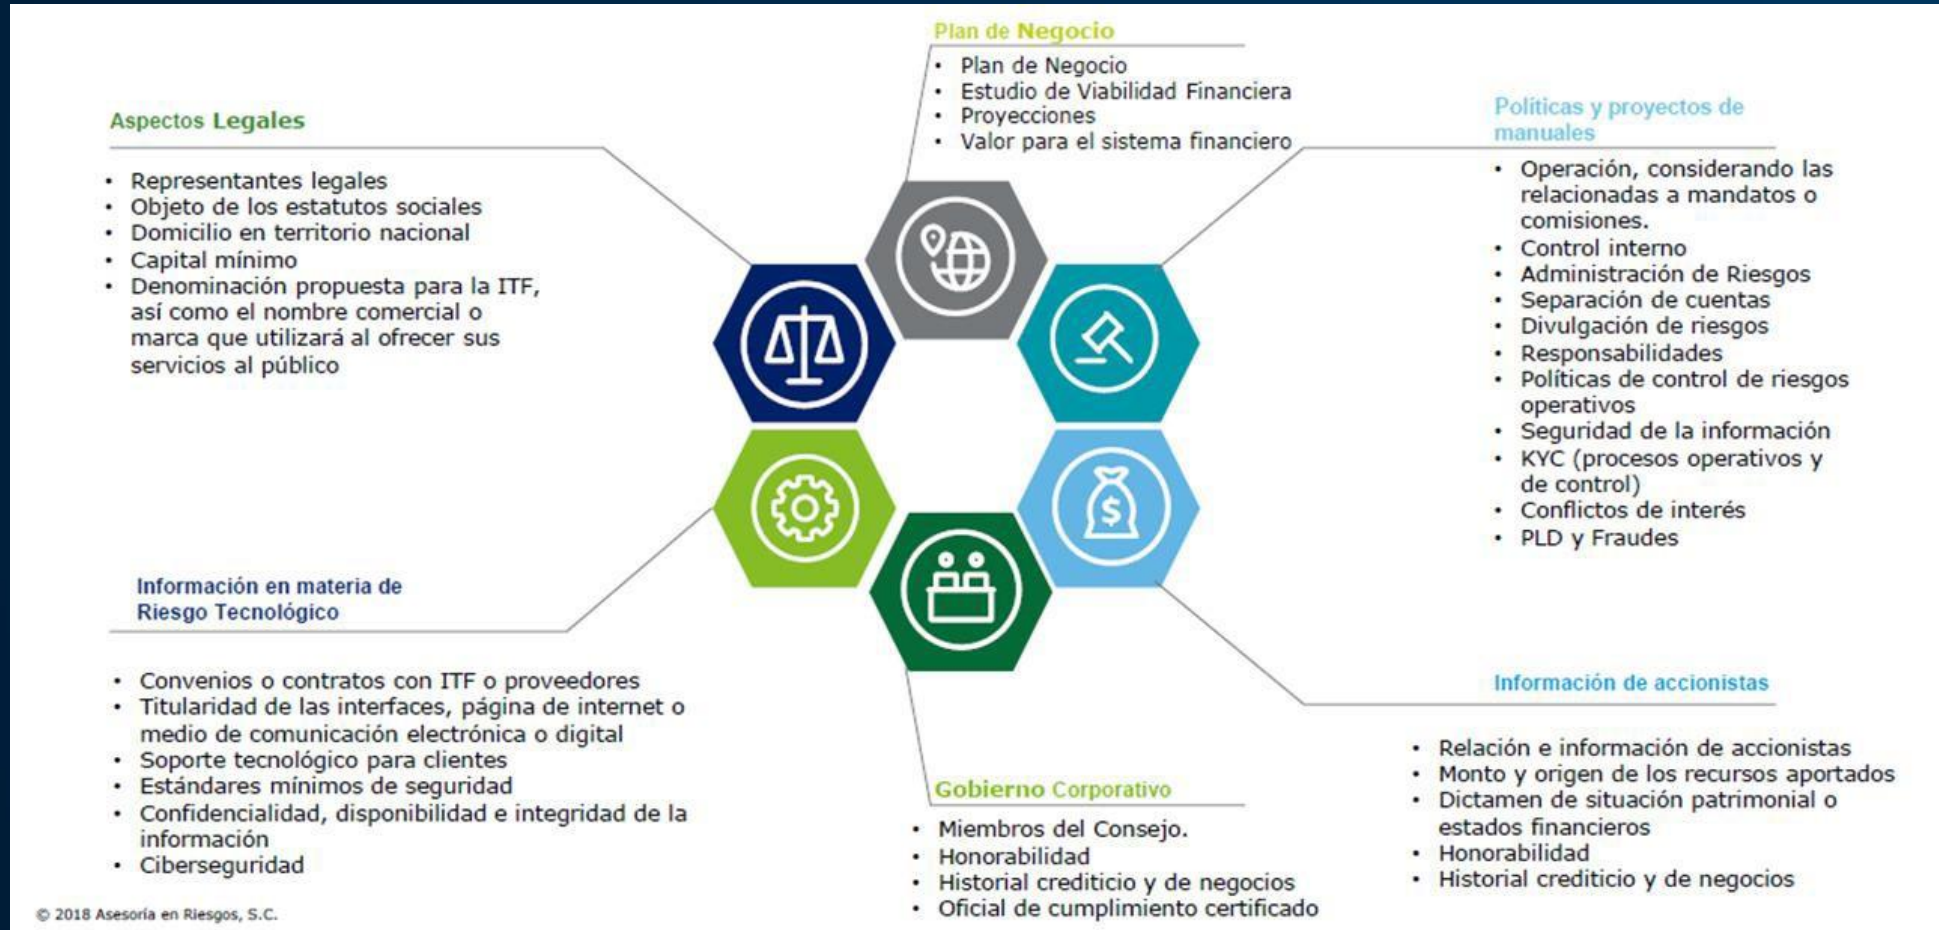 Plan de Negocio
• Plan de Negocio
• Estudio de Viabilidad Financiera
• Proyecciones
• Valor para el sistema financiero
Aspectos Legales
• Representantes legales
• Objeto de los estatutos sociales
• Domicilio en territorio nacional
• Capital mínimo
• Denominación propuesta para la ITF,
así como el nombre comercial o
marca que utilizará al ofrecer sus
servicios al público
Políticas y proyectos de
manuales
• Operación, considerando las
relacionadas a mandatos o
comisiones.
• Control interno
• Administración de Riesgos
• Separación de cuentas
• Divulgación de riesgos
• Responsabilidades
• Políticas de control de riesgos
operativos
• Seguridad de la información
• KYC (procesos operativos y
de control)
• Conflictos de interés
• PLD y Fraudes
$
Información en materia de
Riesgo Tecnológico
• Convenios o contratos con ITF o proveedores
• Titularidad de las interfaces, página de internet o
medio de comunicación electrónica o digital
• Soporte tecnológico para clientes
• Estándares mínimos de seguridad
• Confidencialidad, disponibilidad e integridad de la
información
• Ciberseguridad
Gobierno Corporativo
• Miembros del Consejo.
• Honorabilidad
• Historial crediticio y de negocios
• Oficial de cumplimiento certificado
Información de accionistas
• Relación e información de accionistas
• Monto y origen de los recursos aportados
• Dictamen de situación patrimonial o
estados financieros
• Honorabilidad
• Historial crediticio y de negocios
© 2018 Asesoría en Riesgos, S.C.